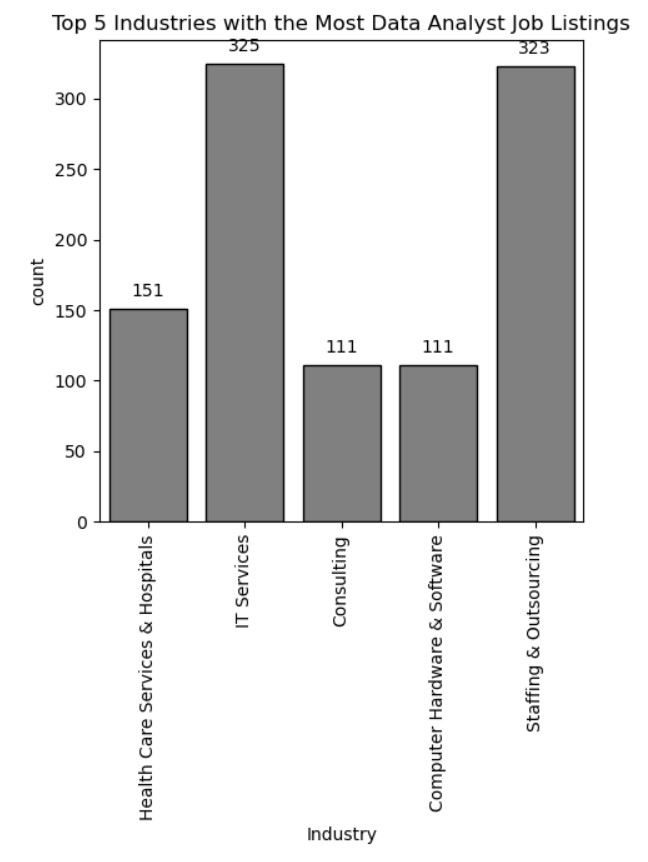 Top 5 Industries with the Most Data Analyst Job Listings
325
323
300
250
200
151
150
111
111
100
50
0
count
Health Care Services & Hospitals
IT Services
Consulting
Computer Hardware & Software
Staffing & Outsourcing
Industry